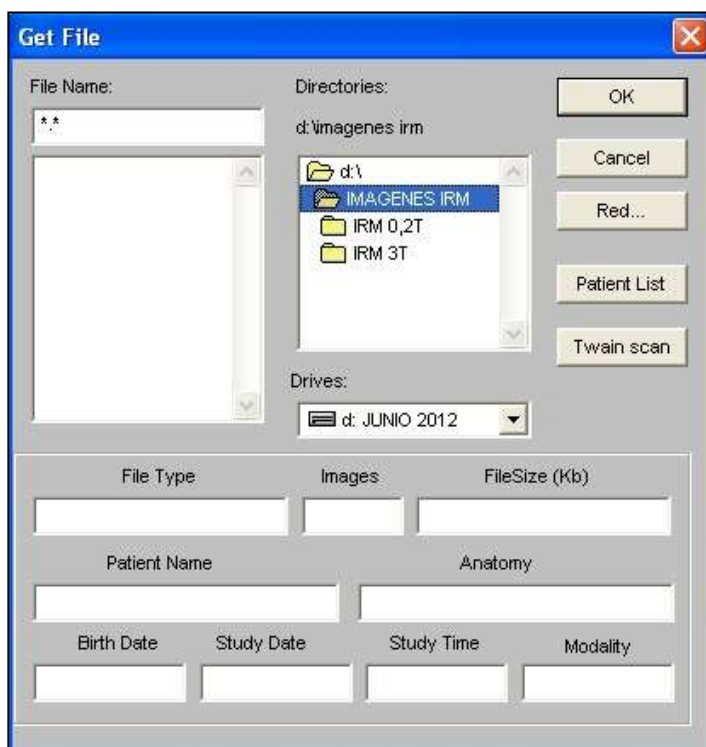 Get File
File Name:
*.*
Directories:
d:\imagenes irm
d:\
IMAGENES IRM
IRM 0,2T
IRM 3T
Drives:
d: JUNIO 2012
OK
Cancel
Red...
Patient List
Twain scan
File Type Images FileSize (Kb)
Patient Name Anatomy
Birth Date Study Date Study Time Modality